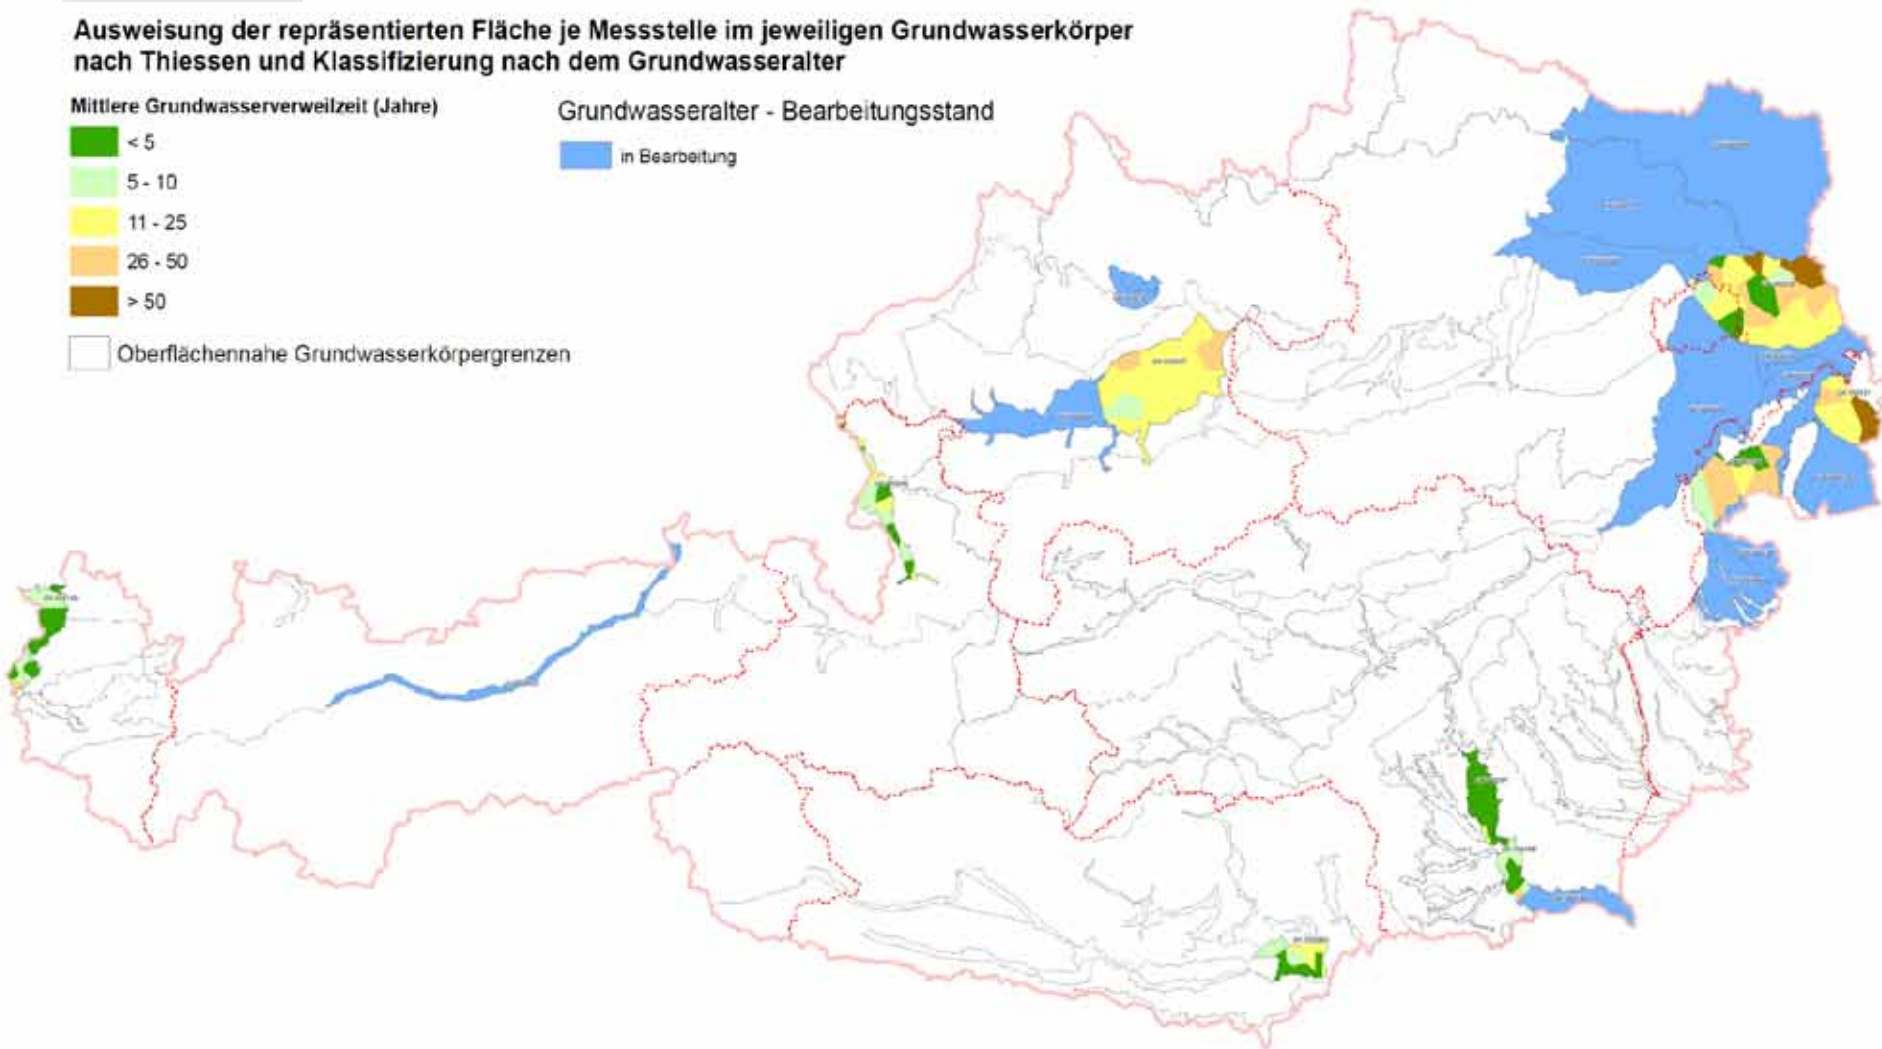 Ausweisung der repräsentierten Fläche je Messstelle im jeweiligen Grundwasserkörper
nach Thiessen und Klassifizierung nach dem Grundwasseralter
Mittlere Grundwasserverweilzeit (Jahre)
< 5
5 - 10
11 - 25
26 - 50
> 50
Oberflächennahe Grundwasserkörpergrenzen
Grundwasseralter - Bearbeitungsstand
in Bearbeitung